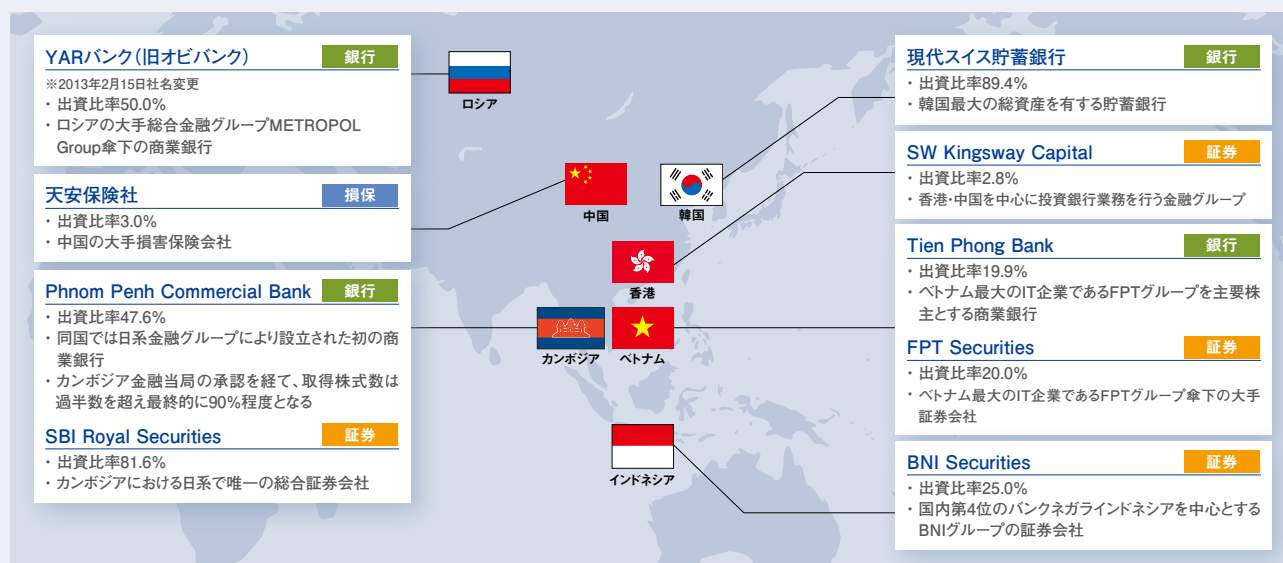 YARバンク（旧オビバンク）
銀行
※2013年2月15日社名変更
・出資比率50.0%
・ロシアの大手総合金融グループMETROPOL
Group傘下の商業銀行
天安保険社
損保
・出資比率3.0%
・中国の大手損害保険会社
Phnom Penh Commercial Bank
銀行
・出資比率47.6%
・同国では日系金融グループにより設立された初の商
業銀行
・カンボジア金融当局の承認を経て、取得株式数は
過半数を超え最終的に90%程度となる
SBI Royal Securities
証券
・出資比率81.6%
・カンボジアにおける日系で唯一の総合証券会社
ロシア
中国
韓国
香港
カンボジア
ベトナム
インドネシア
現代スイス貯蓄銀行
銀行
・出資比率89.4%
・韓国最大の総資産を有する貯蓄銀行
SW Kingsway Capital
証券
・出資比率2.8%
・香港・中国を中心に投資銀行業務を行う金融グループ
Tien Phong Bank
銀行
・出資比率19.9%
・ベトナム最大のIT企業であるFPTグループを主要株
主とする商業銀行
FPT Securities
証券
・出資比率20.0%
・ベトナム最大のIT企業であるFPTグループ傘下の大手
証券会社
BNI Securities
証券
・出資比率25.0%
・国内第4位のバンクネガラインドネシアを中心とする
BNIグループの証券会社